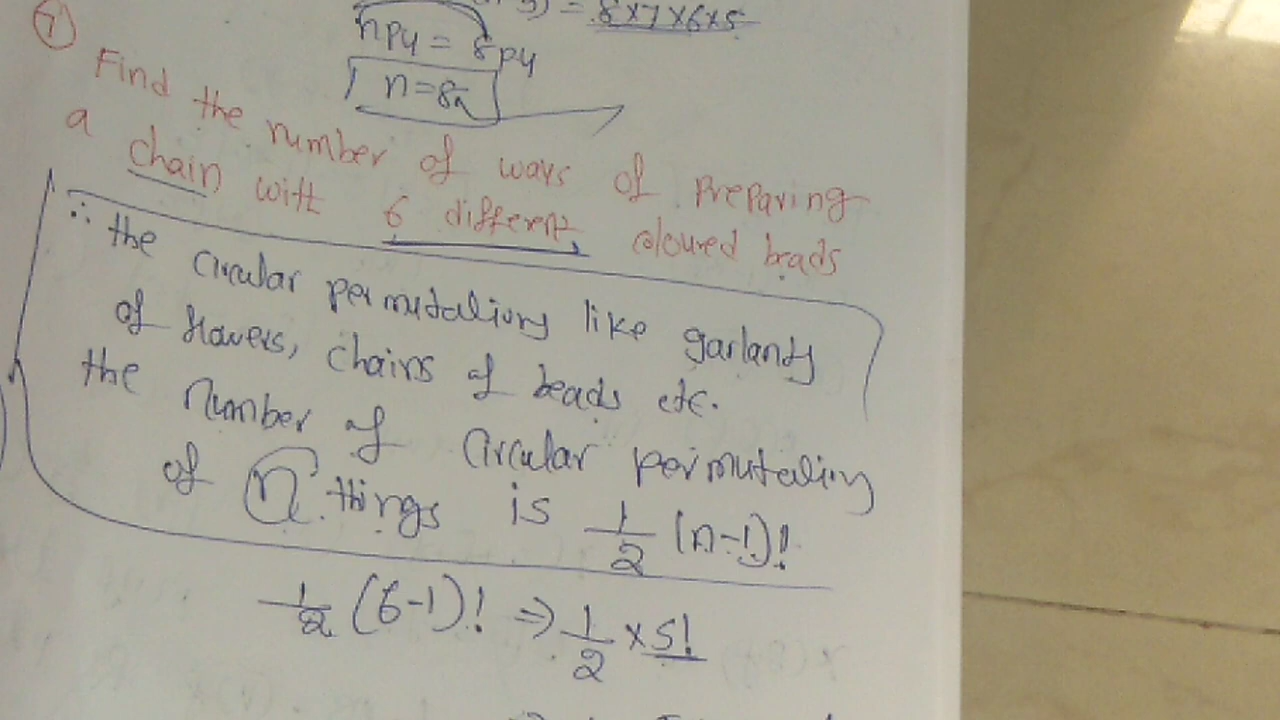 ) = 8x7x6x5
nP4 = 8P4
n=8
7
Find the number of ways of Preparing
a chain with 6 different coloured beads
∴ the circular permutations like garlands
of flowers, chains of beads etc.
the number of circular permutations
of n things is 1/2 (n-1)!
1/2 (6-1)! ⇒ 1/2 x 5!